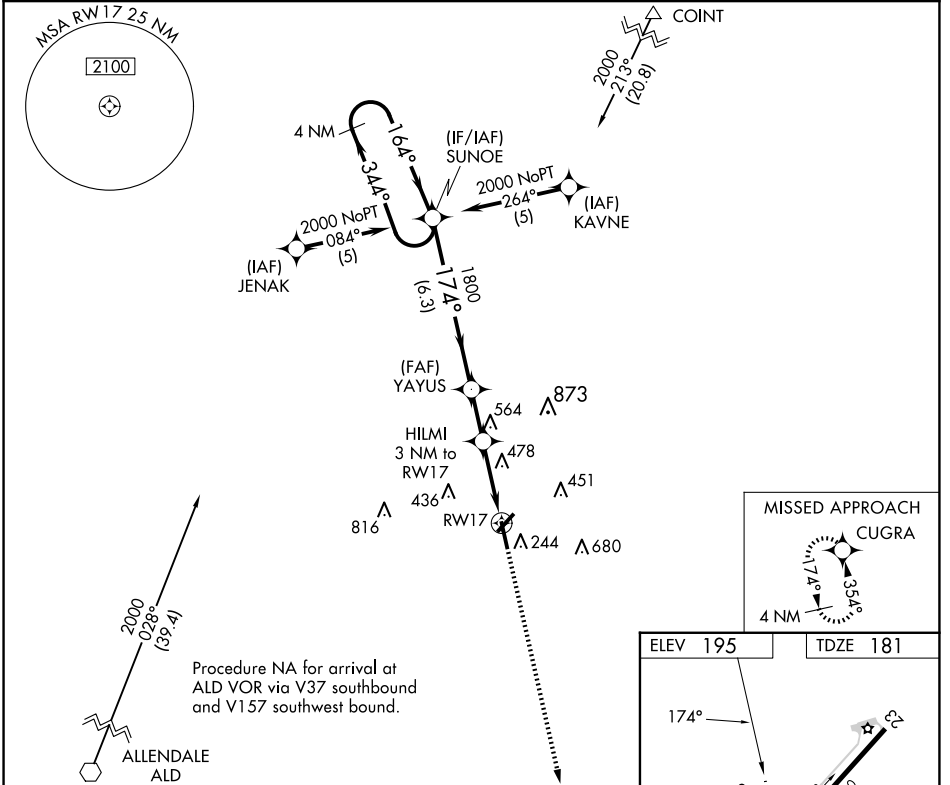 MSA RW17 25 NM
2100
COINT
2000
213°
(20.8)
4 NM
164°
344°
(IF/IAF)
SUNOE
2000 NoPT
264°
(5)
(IAF)
KAVNE
2000 NoPT
084°
(5)
(IAF)
JENAK
1800
174°
(6.3)
(FAF)
YAYUS
564
873
HILMI
3 NM to
RW17
478
436
451
816
RW17
244
680
MISSED APPROACH
CUGRA
174°
354°
4 NM
2000
028°
(39.4)
Procedure NA for arrival at
ALD VOR via V37 southbound
and V157 southwest bound.
ALLENDALE
ALD
ELEV 195
TDZE 181
174°
23